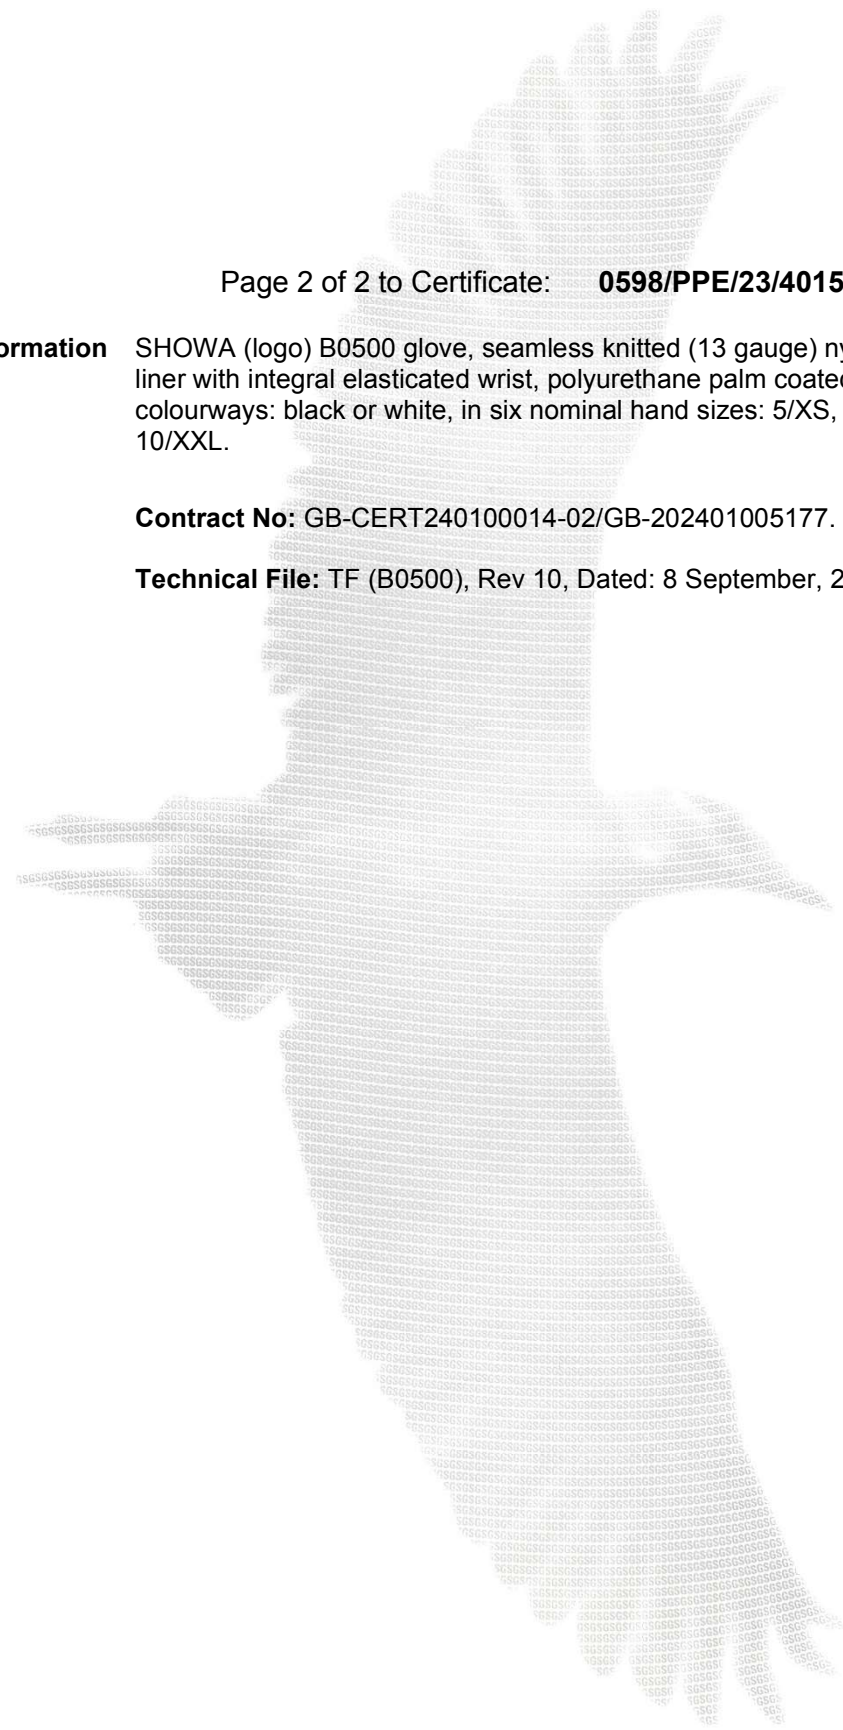 Page 2 of 2 to Certificate: 0598/PPE/23/4015
ormation SHOWA (logo) B0500 glove, seamless knitted (13 gauge) ny
liner with integral elasticated wrist, polyurethane palm coated
colourways: black or white, in six nominal hand sizes: 5/XS,
10/XXL.
Contract No: GB-CERT240100014-02/GB-202401005177.
Technical File: TF (B0500), Rev 10, Dated: 8 September, 2